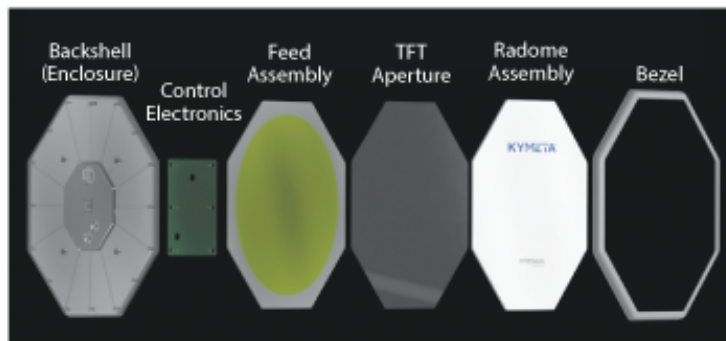 Backshell
(Enclosure)
Control
Electronics
Feed
Assembly
TFT
Aperture
Radome
Assembly
Bezel
KYMETA